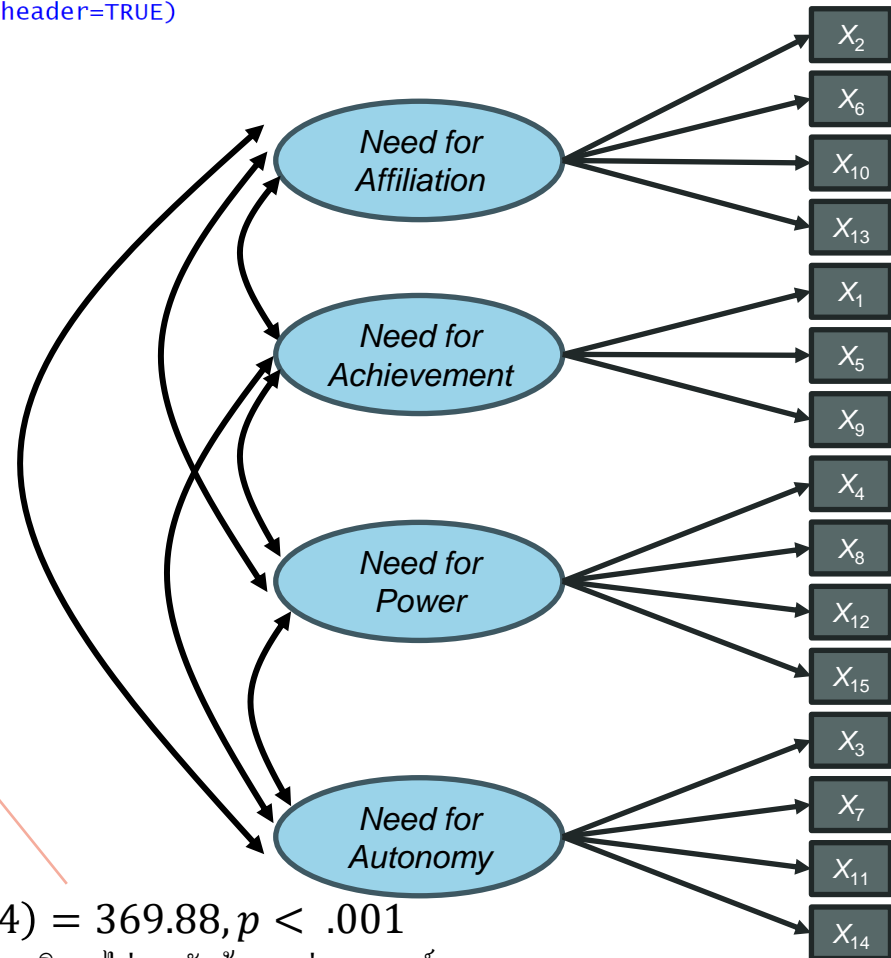 header=TRUE)
X₂
X₆
X₁₀
X₁₃
Need for
Affiliation
X₁
X₅
X₉
Need for
Achievement
X₄
X₈
X₁₂
X₁₅
Need for
Power
X₃
X₇
X₁₁
X₁₄
Need for
Autonomy
4) = 369.88, p < .001